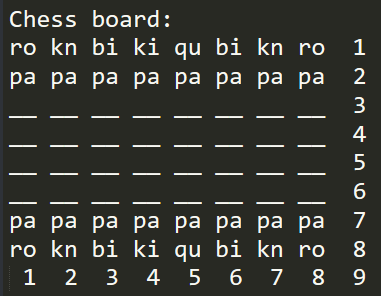 Chess board:
ro kn bi ki qu bi kn ro 1
pa pa pa pa pa pa pa pa 2
__ __ __ __ __ __ __ __ 3
__ __ __ __ __ __ __ __ 4
__ __ __ __ __ __ __ __ 5
__ __ __ __ __ __ __ __ 6
pa pa pa pa pa pa pa pa 7
ro kn bi ki qu bi kn ro 8
1 2 3 4 5 6 7 8 9